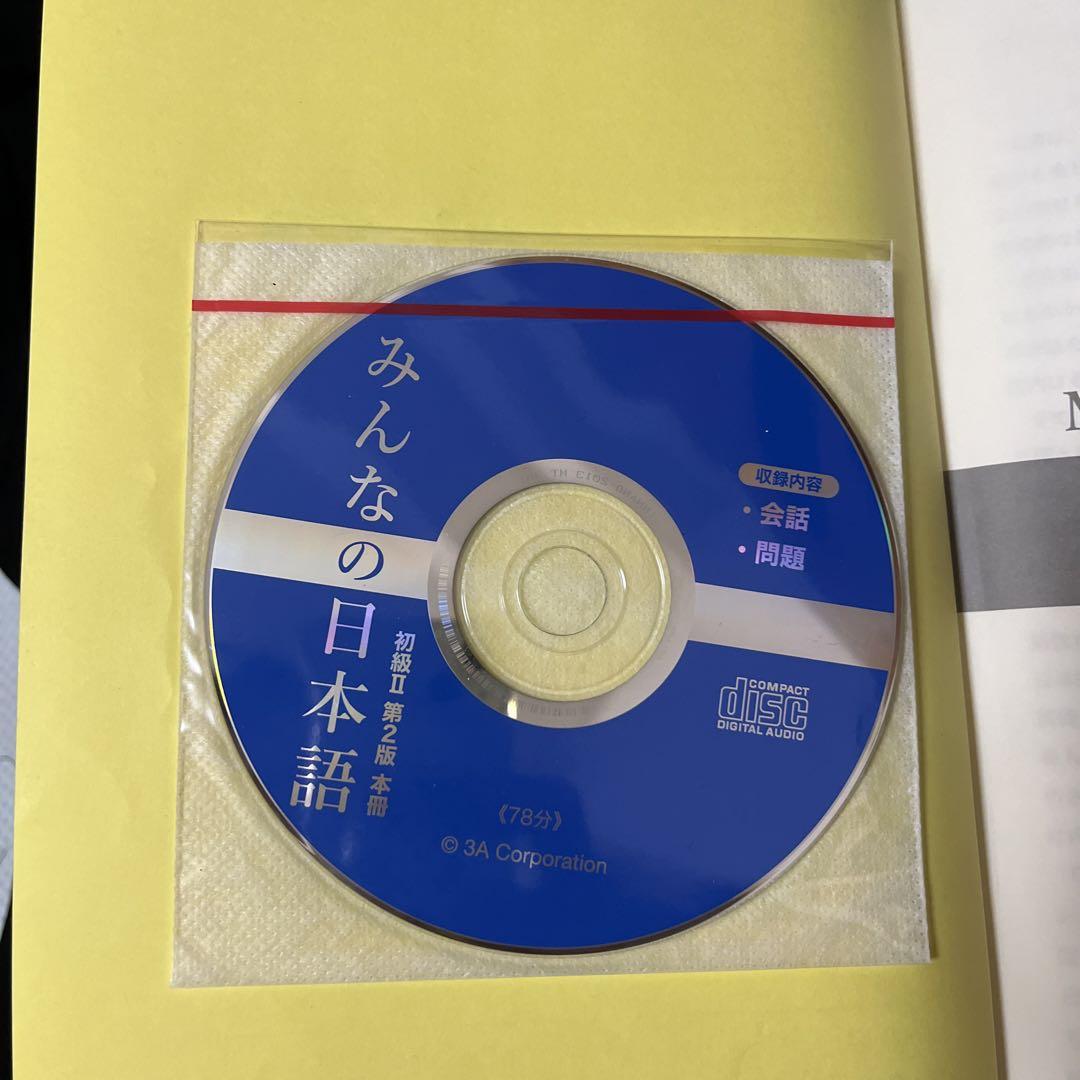 みんなの日本語
初級Ⅱ 第2版 本冊
収録内容
・会話
・問題
COMPACT
disc
DIGITAL AUDIO
《78分》
© 3A Corporation